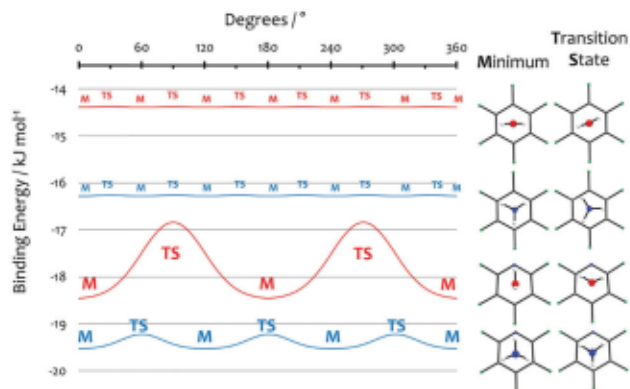 Degrees / °
0 60 120 180 240 300 360
Minimum
Transition
State
Binding Energy / kJ mol⁻¹
-14
M TS M TS M TS M TS M TS M TS M
-15
-16
M TS M TS M TS M TS M TS M TS M
-17
TS TS
-18
M M M
-19
TS TS TS
M M M M
-20